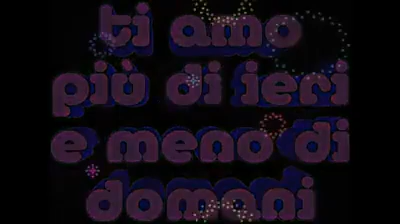 ti amo
più di ieri
e meno di
domani